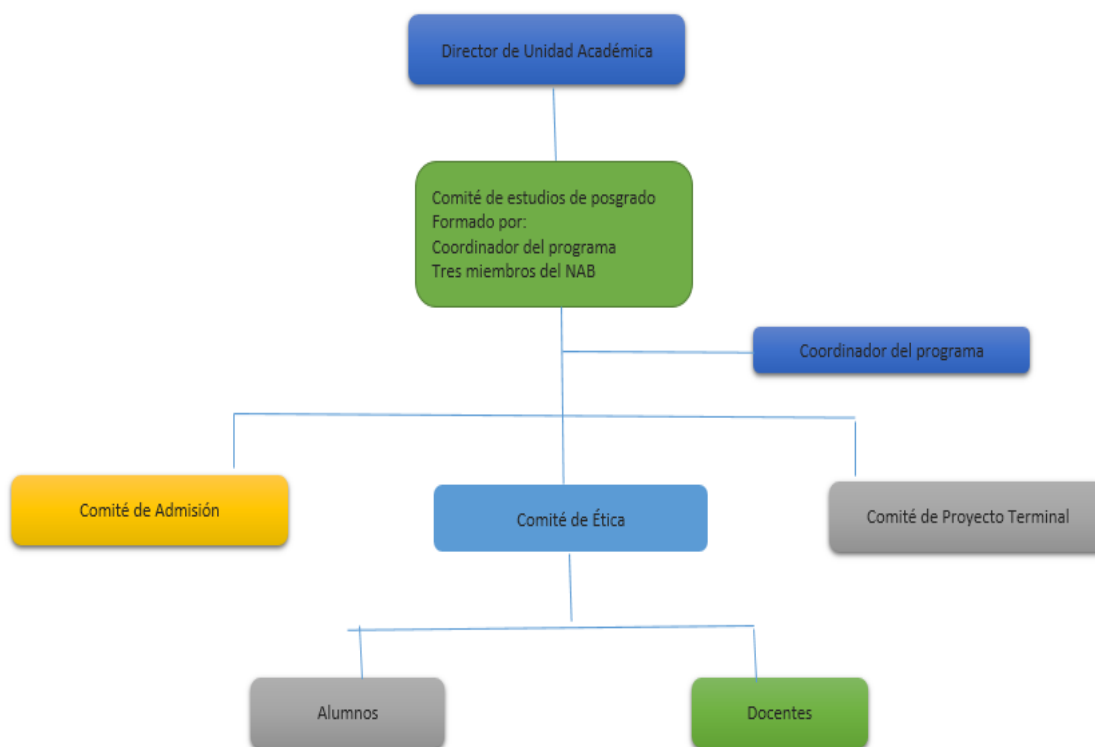 Director de Unidad Académica
Comité de estudios de posgrado
Formado por:
Coordinador del programa
Tres miembros del NAB
Coordinador del programa
Comité de Admisión
Comité de Ética
Comité de Proyecto Terminal
Alumnos
Docentes